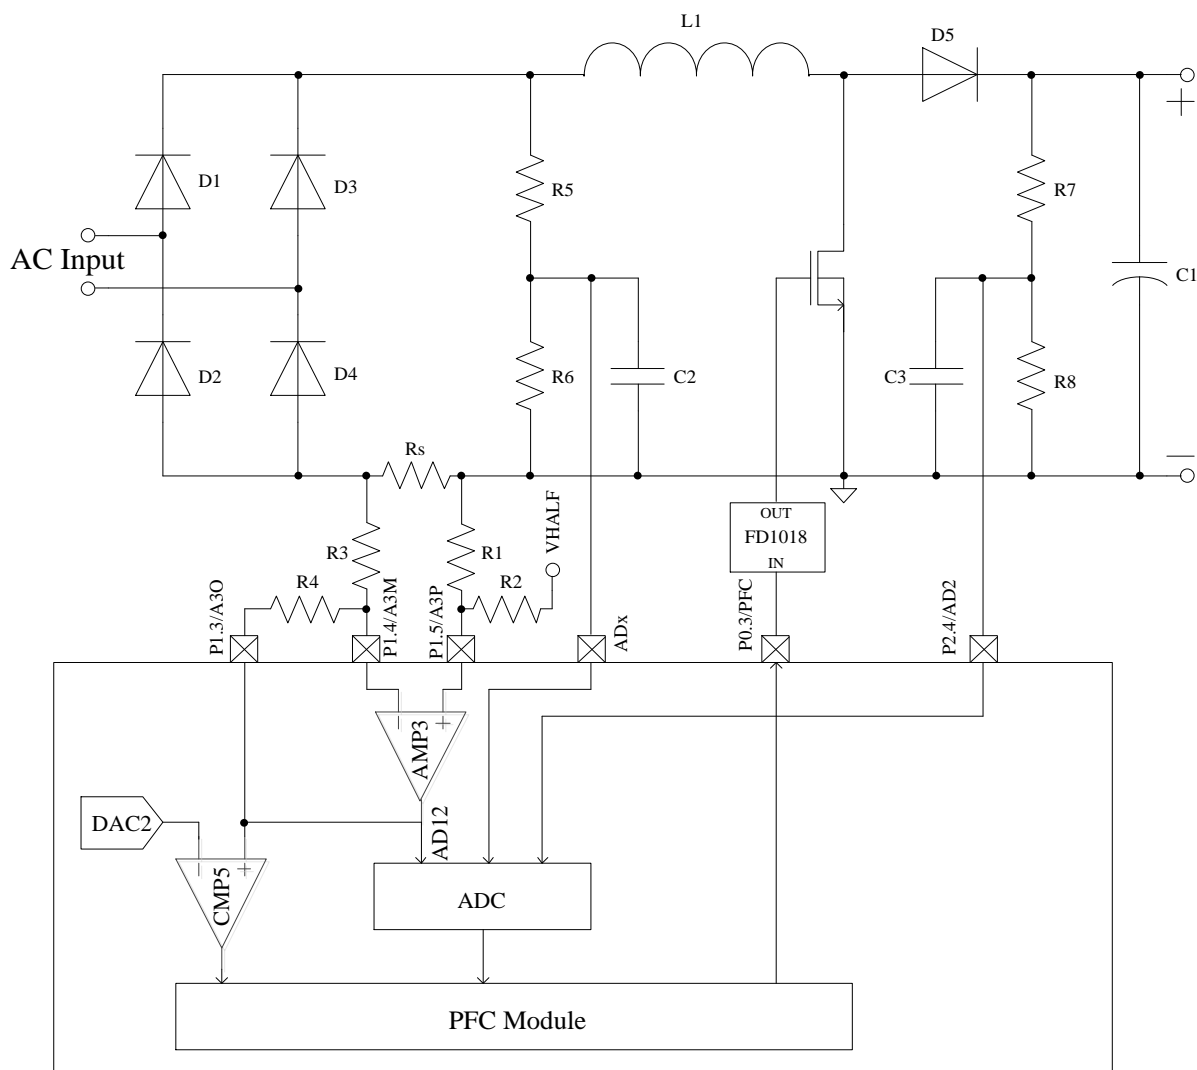 L1
D5
+
D1
D3
R5
R7
AC Input
C1
D2
D4
R6
C2
C3
R8
Rs
−
VHALF
OUT
FD1018
IN
R3
R1
R4
R2
P1.3/A3O
P1.4/A3M
P1.5/A3P
ADx
P0.3/PFC
P2.4/AD2
− +
AMP3
DAC2
AD12
− +
CMP5
ADC
PFC Module